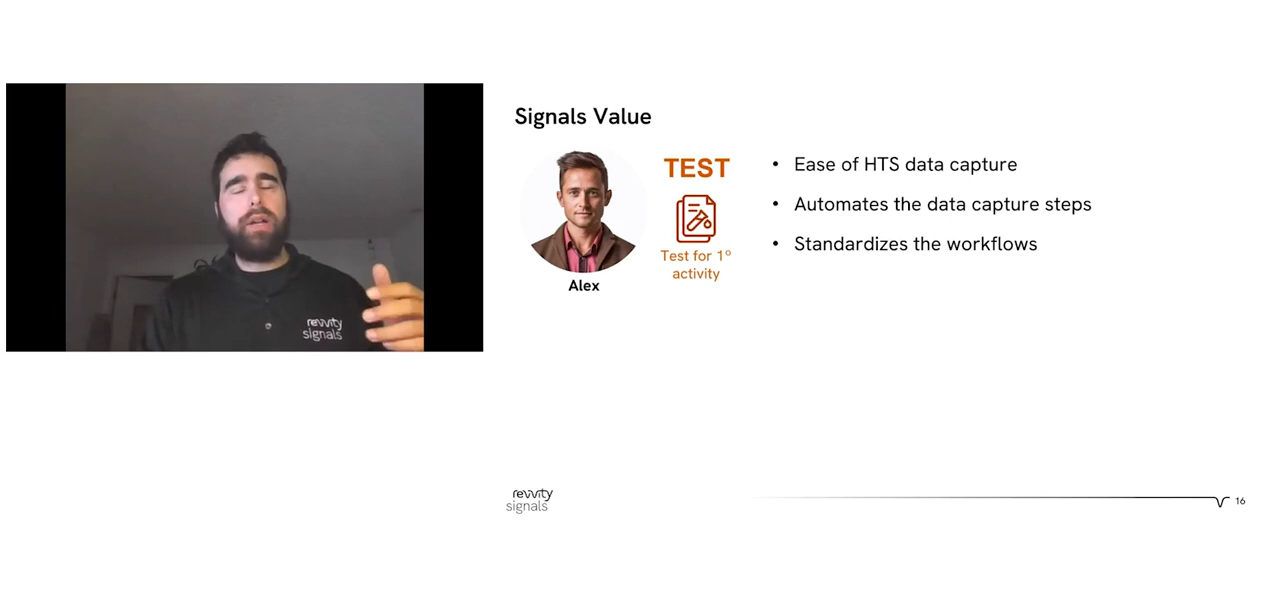 revvity
signals
Signals Value
Alex
TEST
Test for 1º
activity
• Ease of HTS data capture
• Automates the data capture steps
• Standardizes the workflows
revvity
signals
16